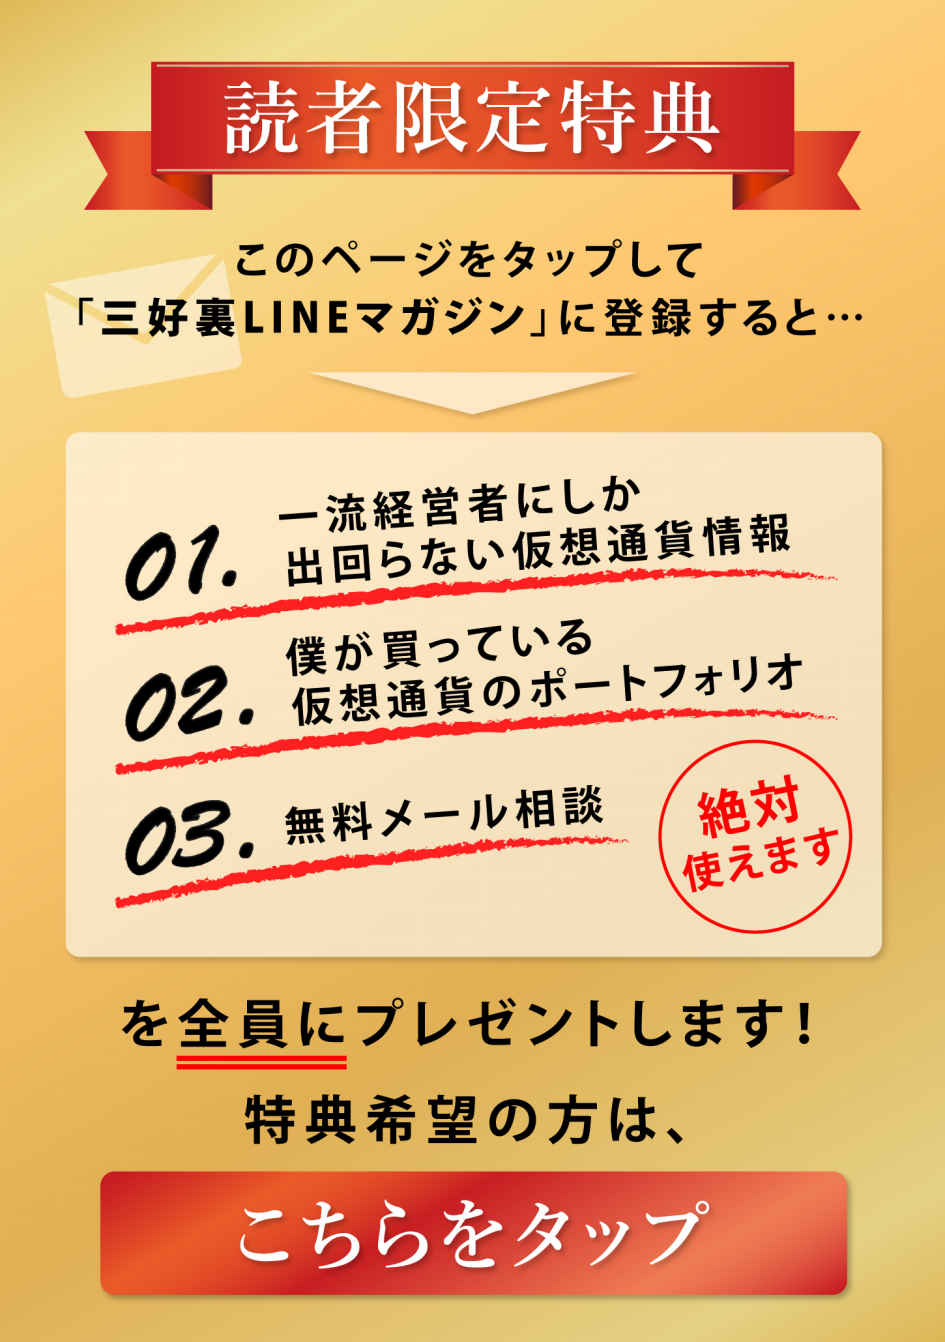 読者限定特典
このページをタップして
「三好裏LINEマガジン」に登録すると…
01.
一流経営者にしか
出回らない仮想通貨情報
02.
僕が買っている
仮想通貨のポートフォリオ
03.
無料メール相談
絶対
使えます
を全員にプレゼントします！
特典希望の方は、
こちらをタップ